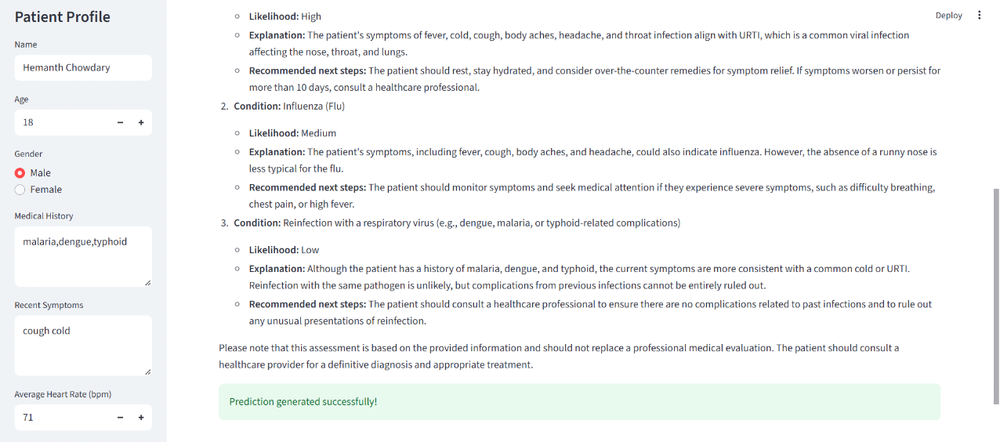 Patient Profile
Name
Hemanth Chowdary
Age
18
Gender
Male
Female
Medical History
malaria,dengue,typhoid
Recent Symptoms
cough cold
Average Heart Rate (bpm)
71
Deploy
Likelihood: High
Explanation: The patient's symptoms of fever, cold, cough, body aches, headache, and throat infection align with URTI, which is a common viral infection
affecting the nose, throat, and lungs.
Recommended next steps: The patient should rest, stay hydrated, and consider over-the-counter remedies for symptom relief. If symptoms worsen or persist for
more than 10 days, consult a healthcare professional.
2. Condition: Influenza (Flu)
Likelihood: Medium
Explanation: The patient's symptoms, including fever, cough, body aches, and headache, could also indicate influenza. However, the absence of a runny nose is
less typical for the flu.
Recommended next steps: The patient should monitor symptoms and seek medical attention if they experience severe symptoms, such as difficulty breathing,
chest pain, or high fever.
3. Condition: Reinfection with a respiratory virus (e.g., dengue, malaria, or typhoid-related complications)
Likelihood: Low
Explanation: Although the patient has a history of malaria, dengue, and typhoid, the current symptoms are more consistent with a common cold or URTI.
Reinfection with the same pathogen is unlikely, but complications from previous infections cannot be entirely ruled out.
Recommended next steps: The patient should consult a healthcare professional to ensure there are no complications related to past infections and to rule out
any unusual presentations of reinfection.
Please note that this assessment is based on the provided information and should not replace a professional medical evaluation. The patient should consult a
healthcare provider for a definitive diagnosis and appropriate treatment.
Prediction generated successfully!